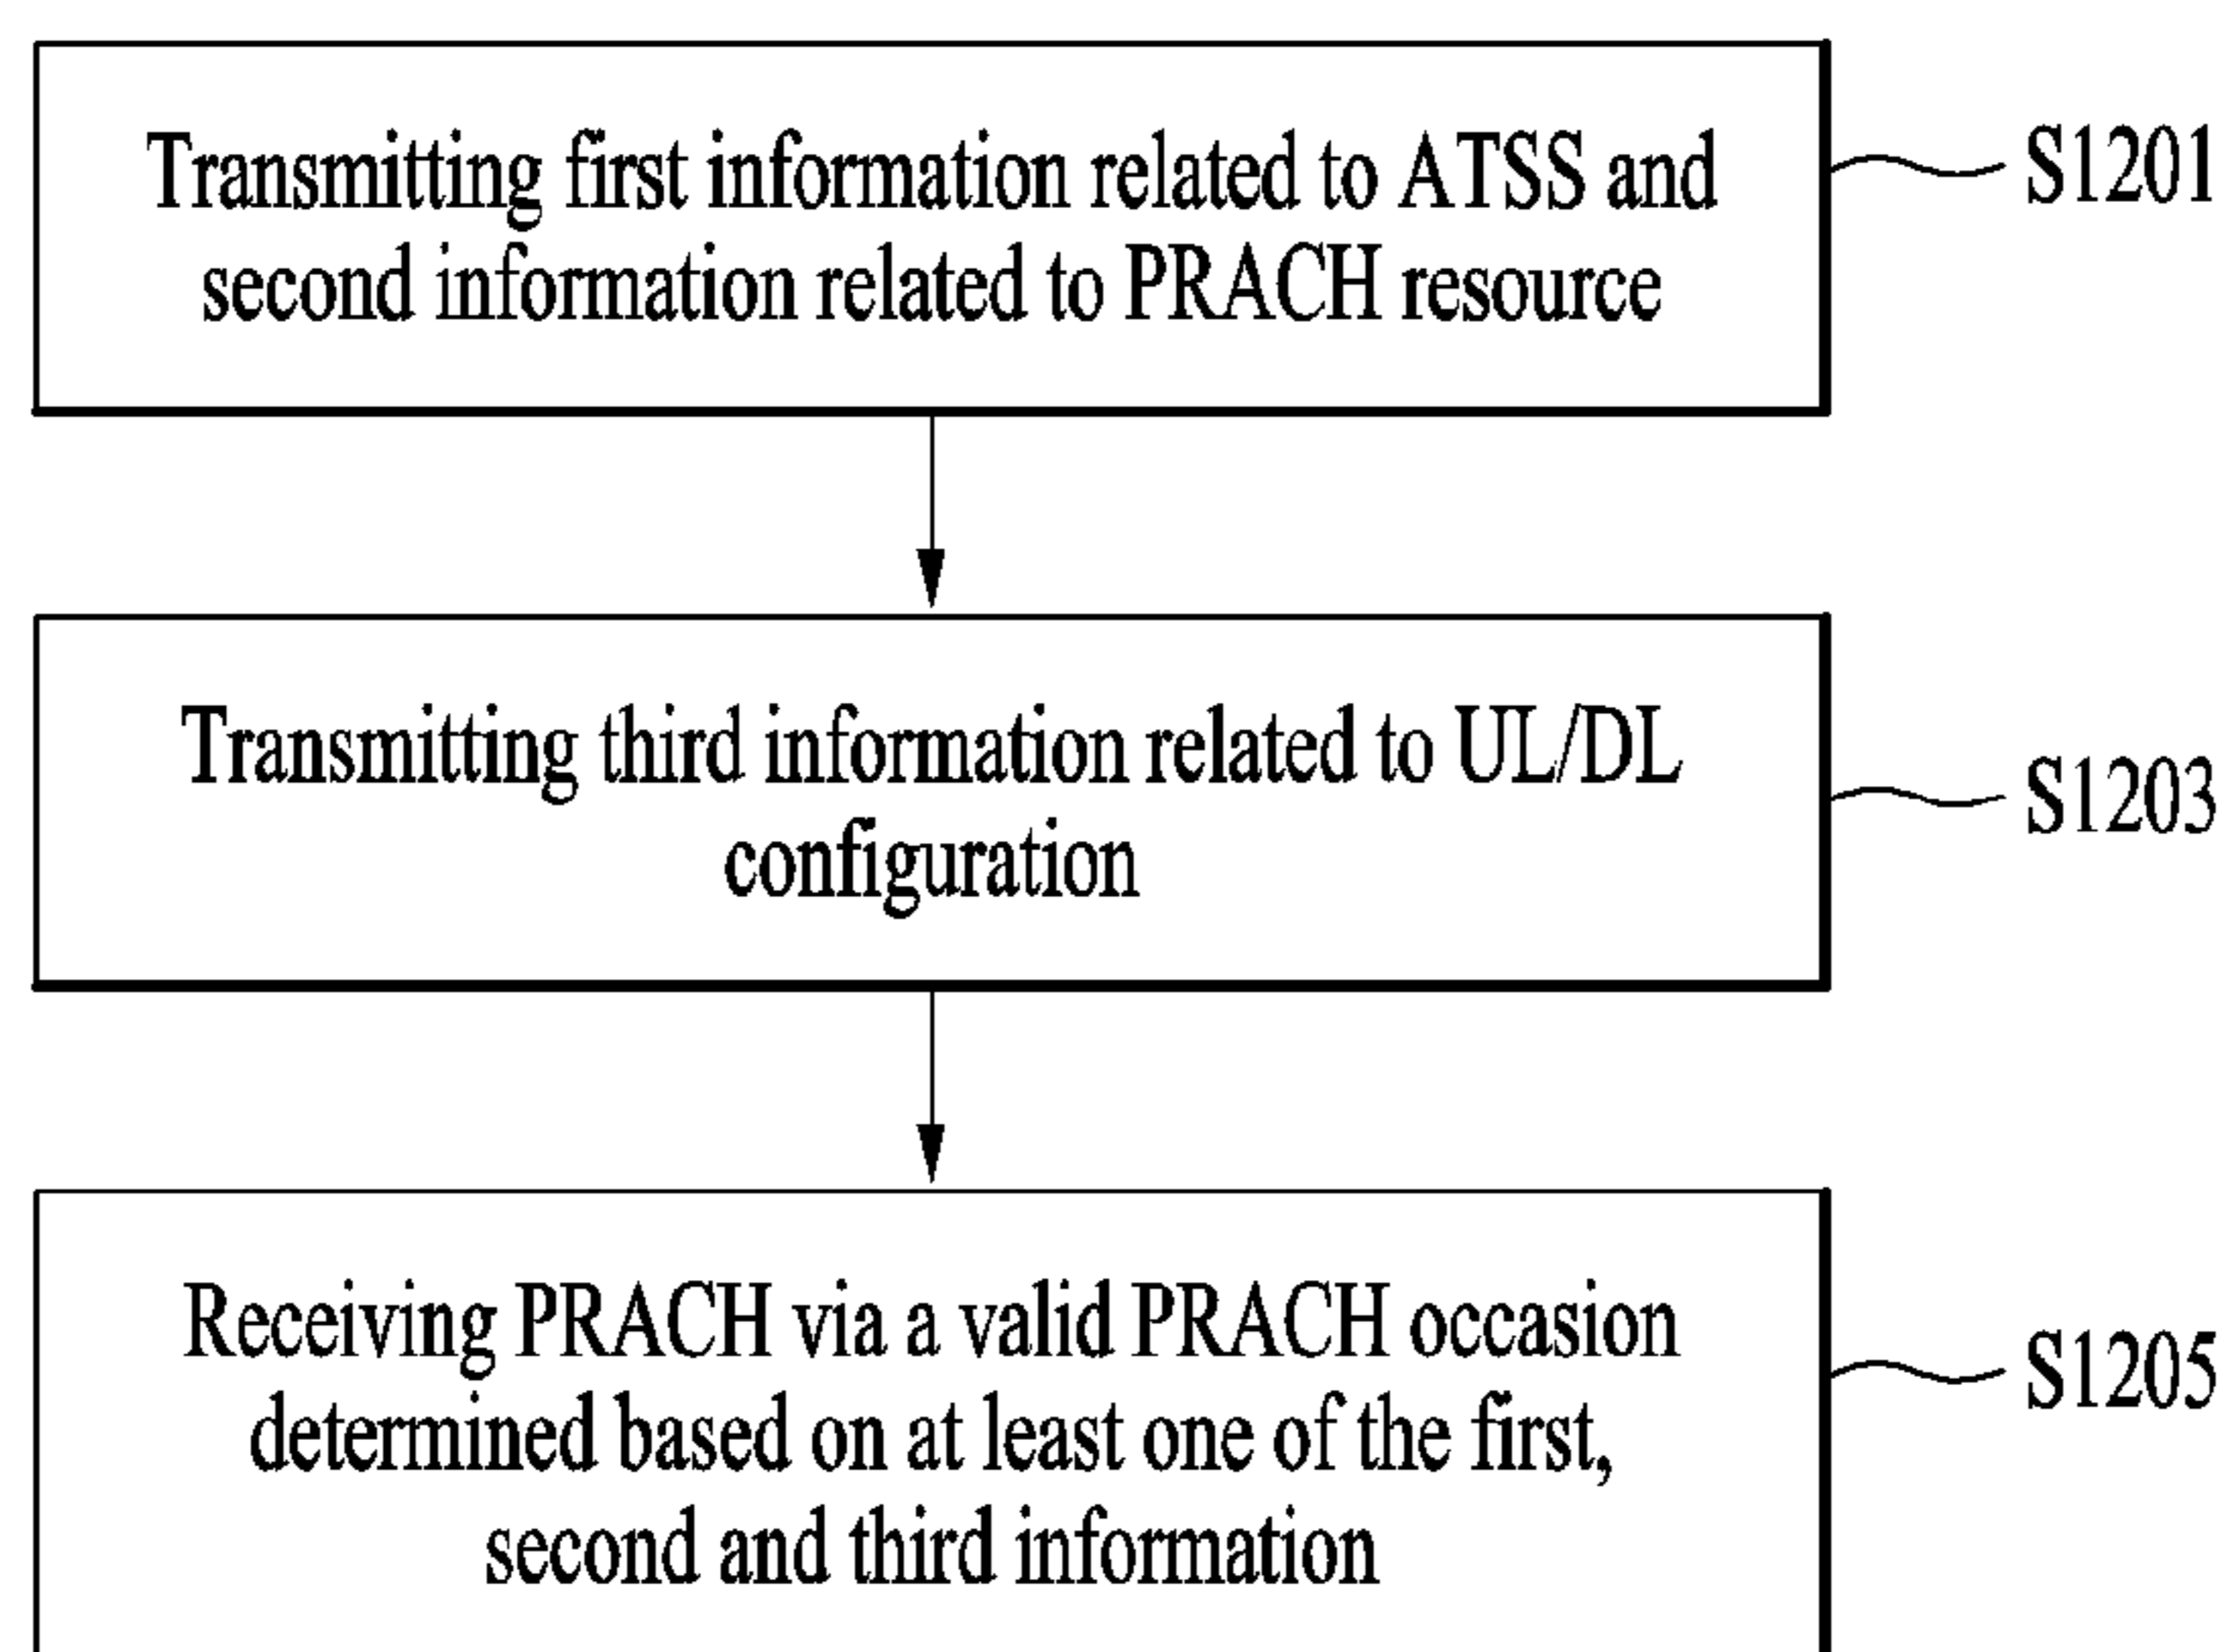 Transmitting first information related to ATSS and
second information related to PRACH resource
S1201
Transmitting third information related to UL/DL
configuration
S1203
Receiving PRACH via a valid PRACH occasion
determined based on at least one of the first,
second and third information
S1205